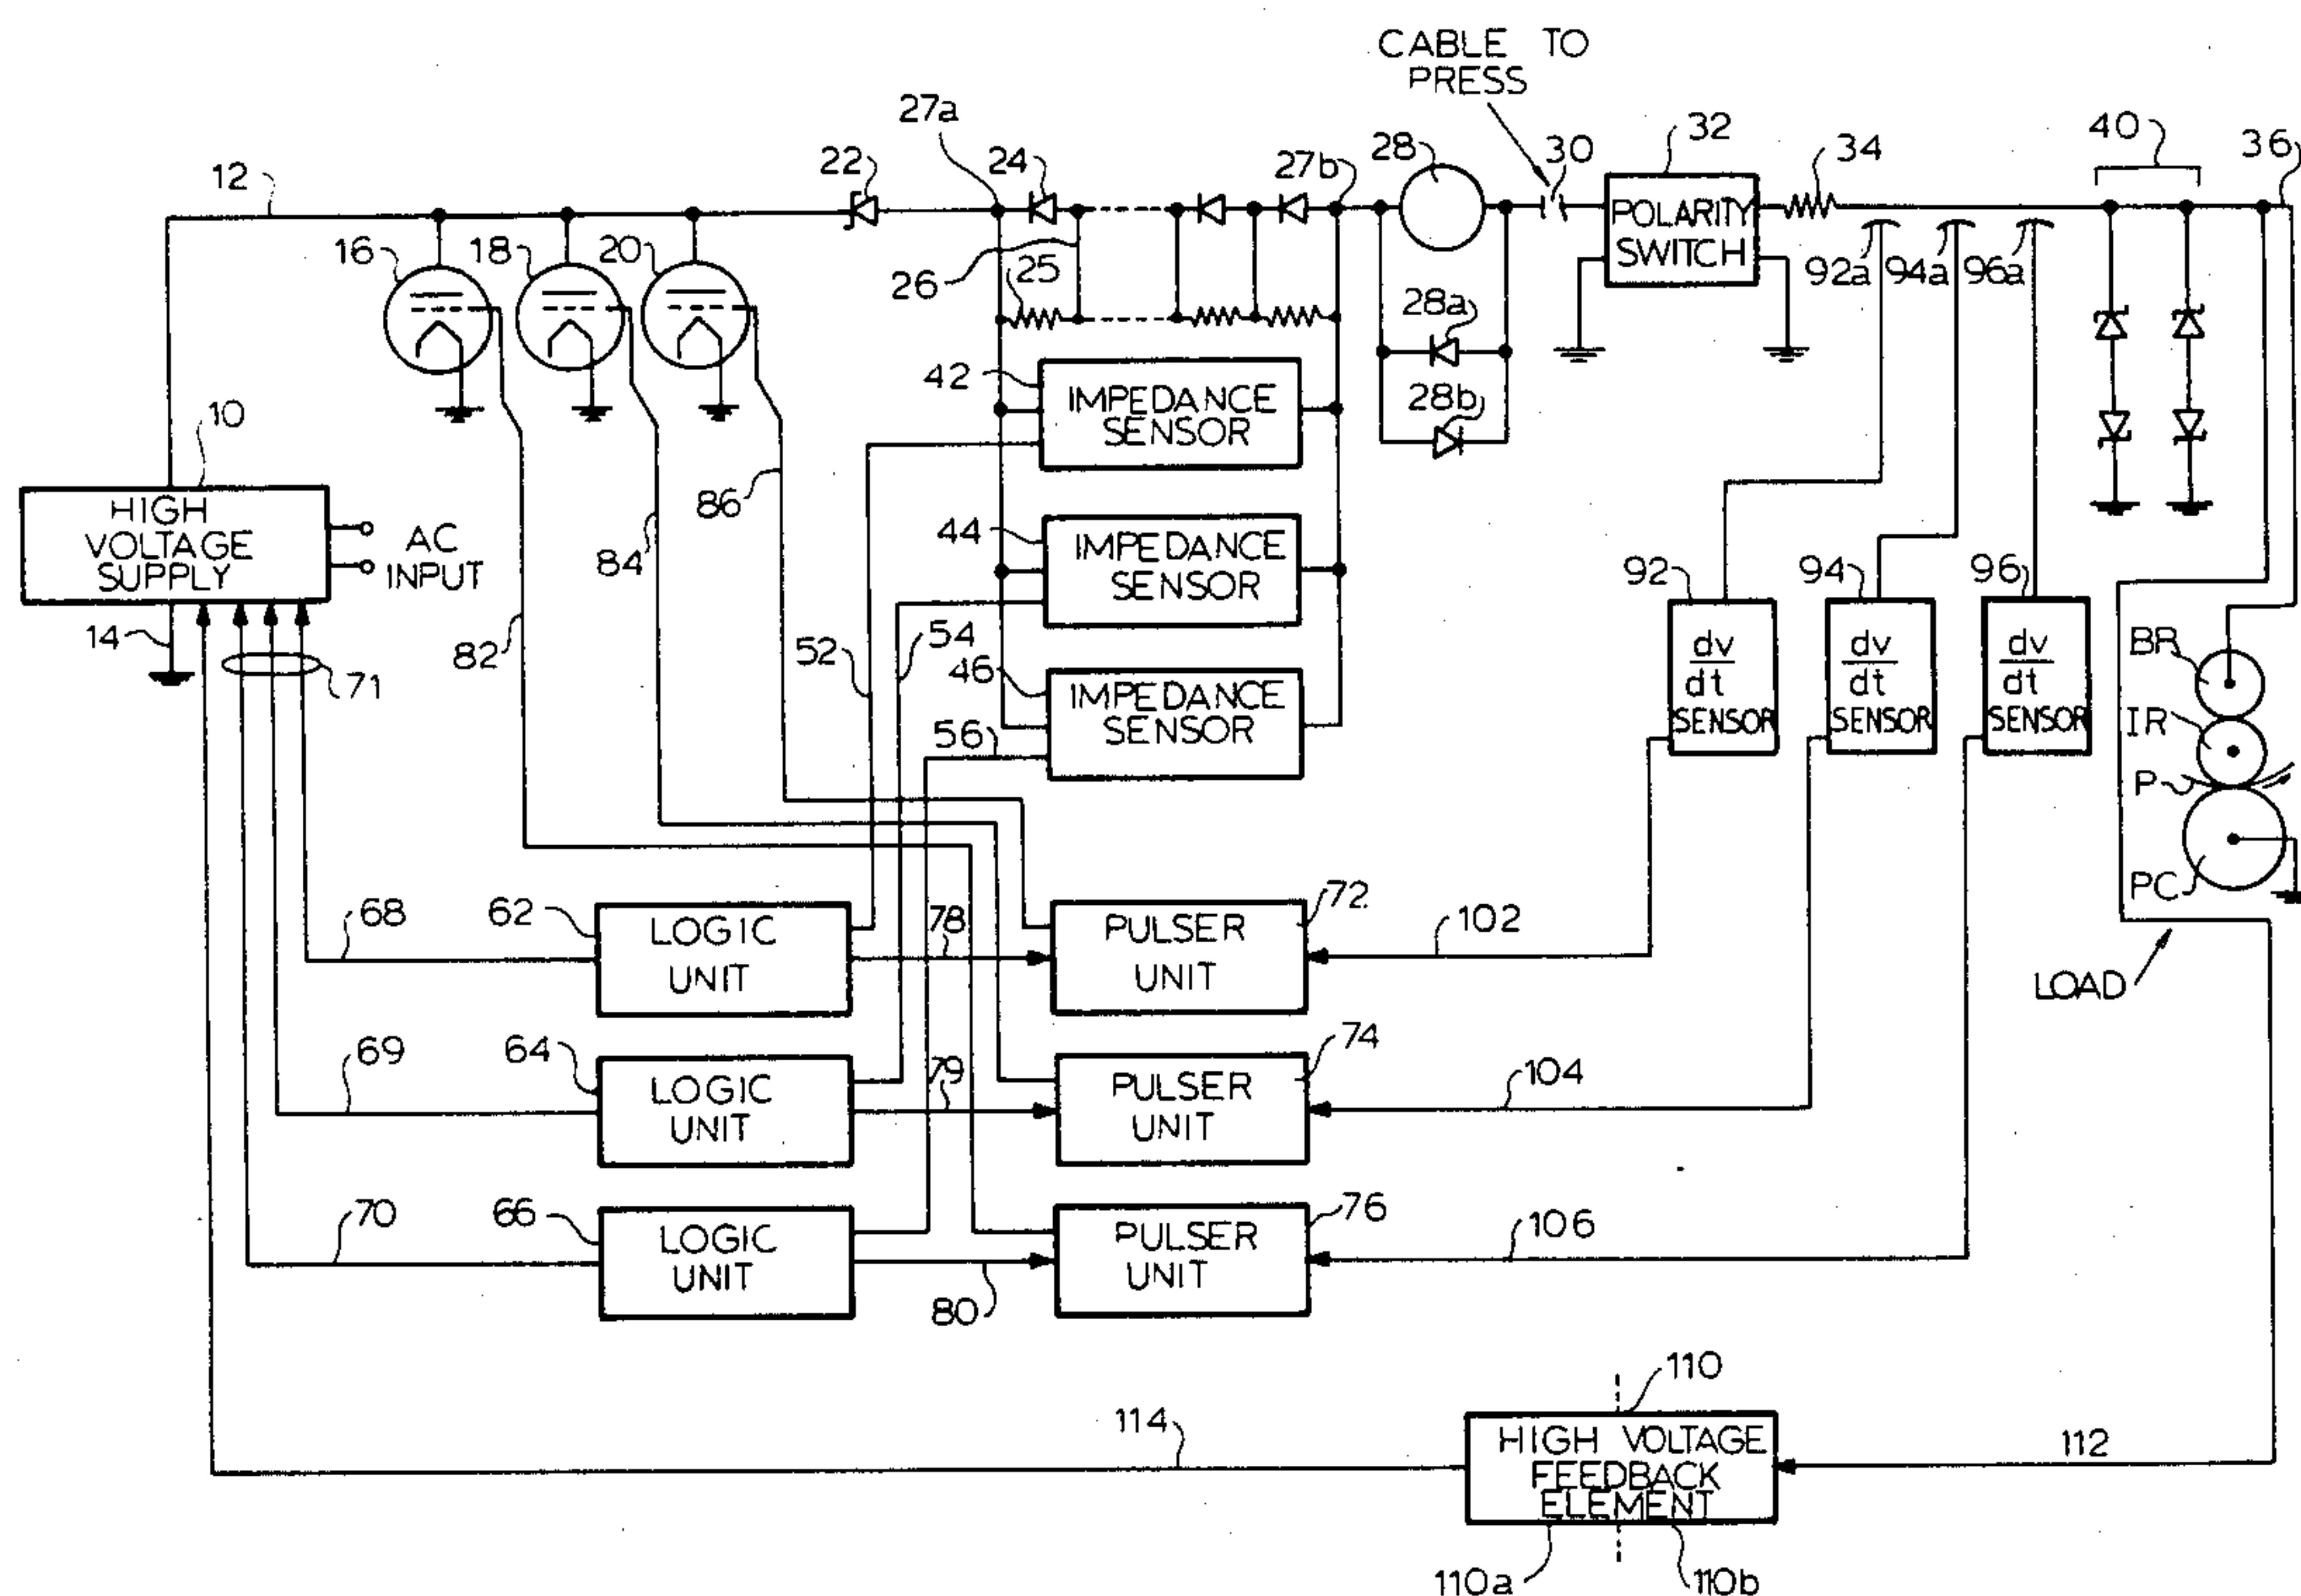 CABLE TO
PRESS
27a
12
22
24
27b
28
30
32
34
40
36
16
18
20
26
25
POLARITY
SWITCH
92a
94a
96a
28a
28b
42
IMPEDANCE
SENSOR
10
HIGH
VOLTAGE
SUPPLY
AC
INPUT
86
84
44
IMPEDANCE
SENSOR
92
94
96
14
71
82
52
54
46
IMPEDANCE
SENSOR
56
dv
dt
SENSOR
dv
dt
SENSOR
dv
dt
SENSOR
BR
IR
P
PC
68
62
LOGIC
UNIT
78
PULSER
UNIT
72
102
LOAD
69
64
LOGIC
UNIT
79
PULSER
UNIT
74
104
70
66
LOGIC
UNIT
80
PULSER
UNIT
76
106
110
114
HIGH VOLTAGE
FEEDBACK
ELEMENT
112
110a
110b